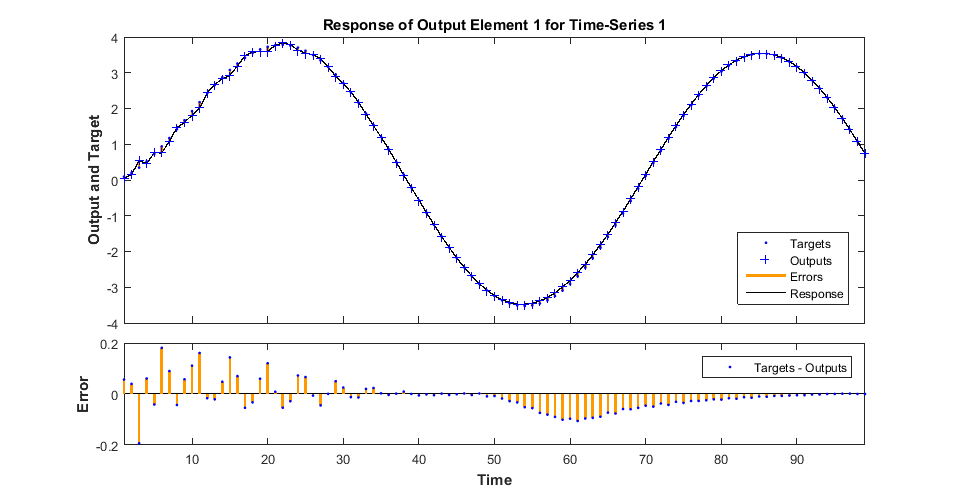 Response of Output Element 1 for Time-Series 1
Output and Target
4
3
2
1
0
-1
-2
-3
-4
Targets
Outputs
Errors
Response
Error
0.2
0
-0.2
Targets - Outputs
10 20 30 40 50 60 70 80 90
Time